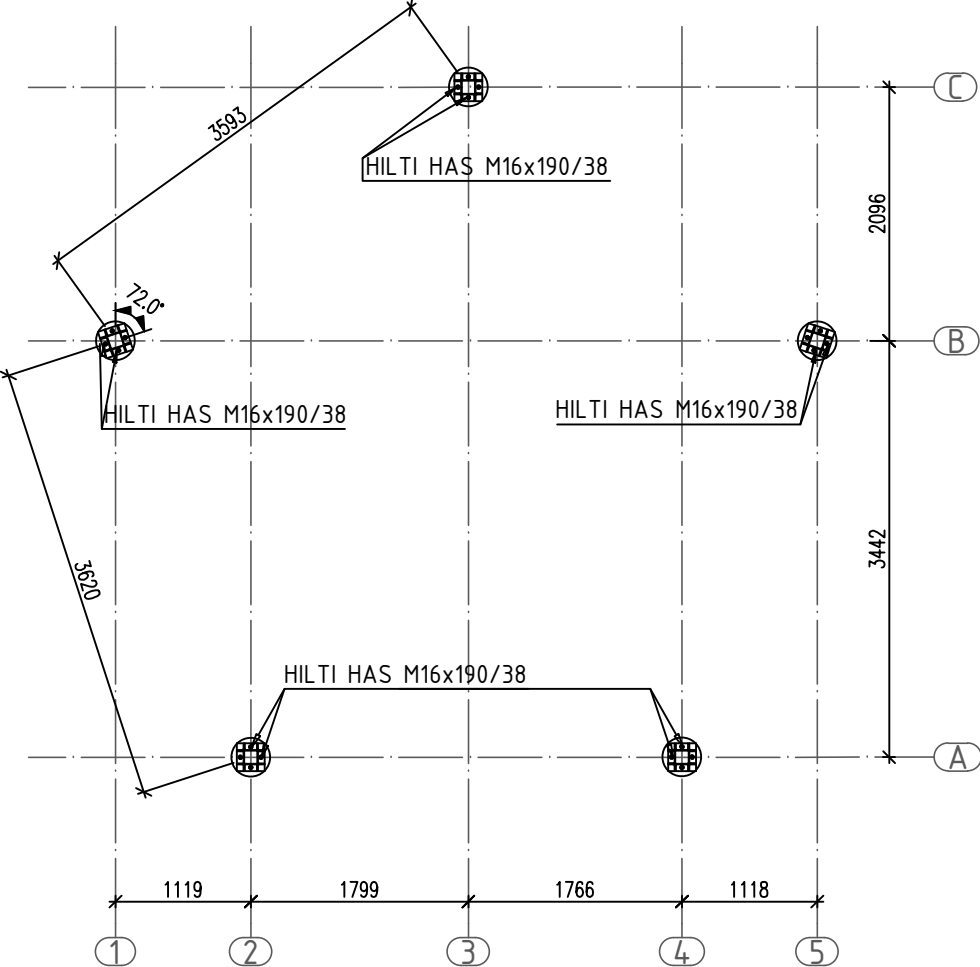 C
3593
HILTI HAS M16x190/38
2096
72.0°
B
HILTI HAS M16x190/38
HILTI HAS M16x190/38
3442
3620
HILTI HAS M16x190/38
A
1119
1799
1766
1118
1
2
3
4
5